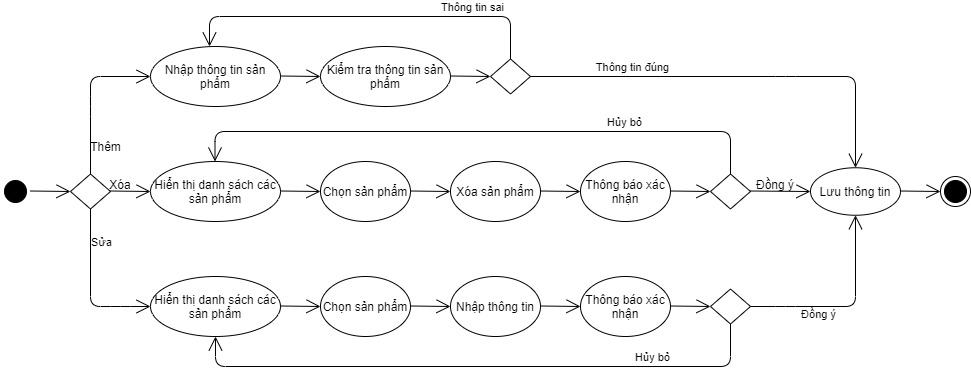 Thông tin sai
Nhập thông tin sản
phẩm
Kiểm tra thông tin sản
phẩm
Thông tin đúng
Thêm
Hủy bỏ
Xóa
Hiển thị danh sách các
sản phẩm
Chọn sản phẩm
Xóa sản phẩm
Thông báo xác
nhận
Đồng ý
Lưu thông tin
Sửa
Hiển thị danh sách các
sản phẩm
Chọn sản phẩm
Nhập thông tin
Thông báo xác
nhận
Đồng ý
Hủy bỏ